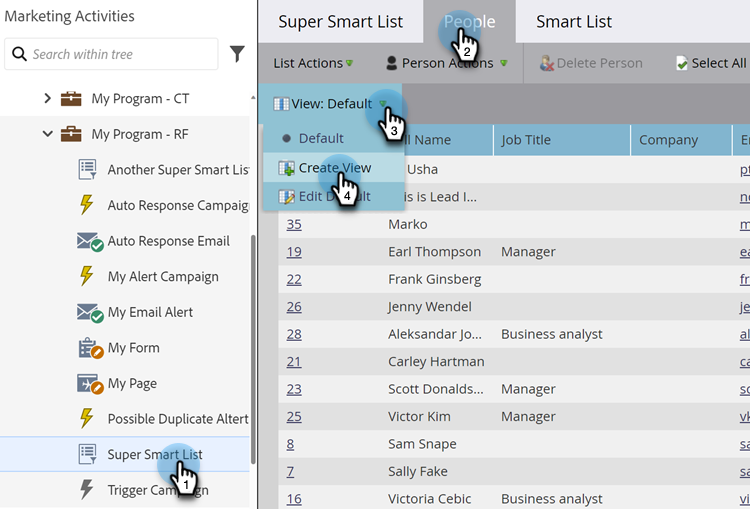 Marketing Activities
Search within tree
My Program - CT
My Program - RF
Another Super Smart Lis
Auto Response Campaig
Auto Response Email
My Alert Campaign
My Email Alert
My Form
My Page
Possible Duplicate Altert
Super Smart List
1
Trigger Campaign
Super Smart List
People
Smart List
2
List Actions
Person Actions
Delete Person
Select All
View: Default
3
Default
Create View
4
Edit Default
ll Name
Job Title
Company
E
Usha
pt
is is Lead I...
ne
35
Marko
m
19
Earl Thompson
Manager
ea
22
Frank Ginsberg
fr
26
Jenny Wendel
je
28
Aleksandar Jo...
Business analyst
al
21
Carley Hartman
ca
23
Scott Donalds...
Manager
sc
25
Victor Kim
Manager
vk
8
Sam Snape
sa
7
Sally Fake
sa
16
Victoria Cebic
Business analyst